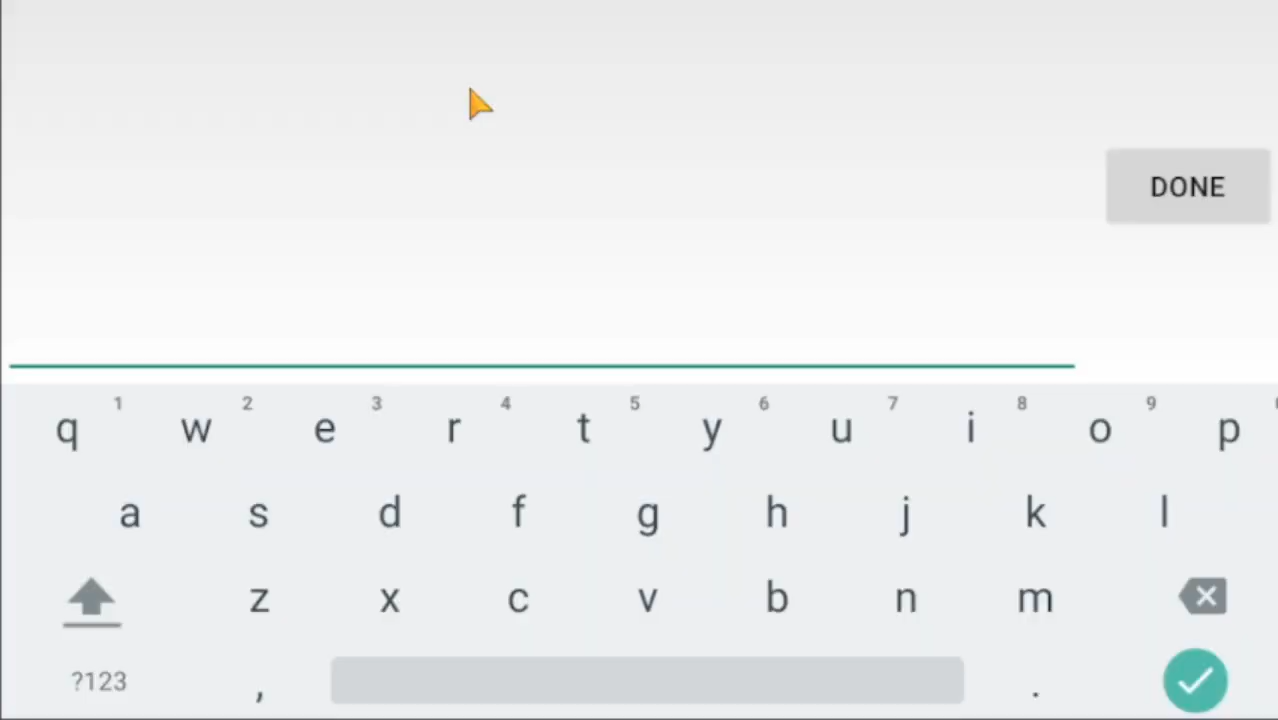 DONE
1 2 3 4 5 6 7 8 9
q w e r t y u i o p
a s d f g h j k l
z x c v b n m
?123 , .